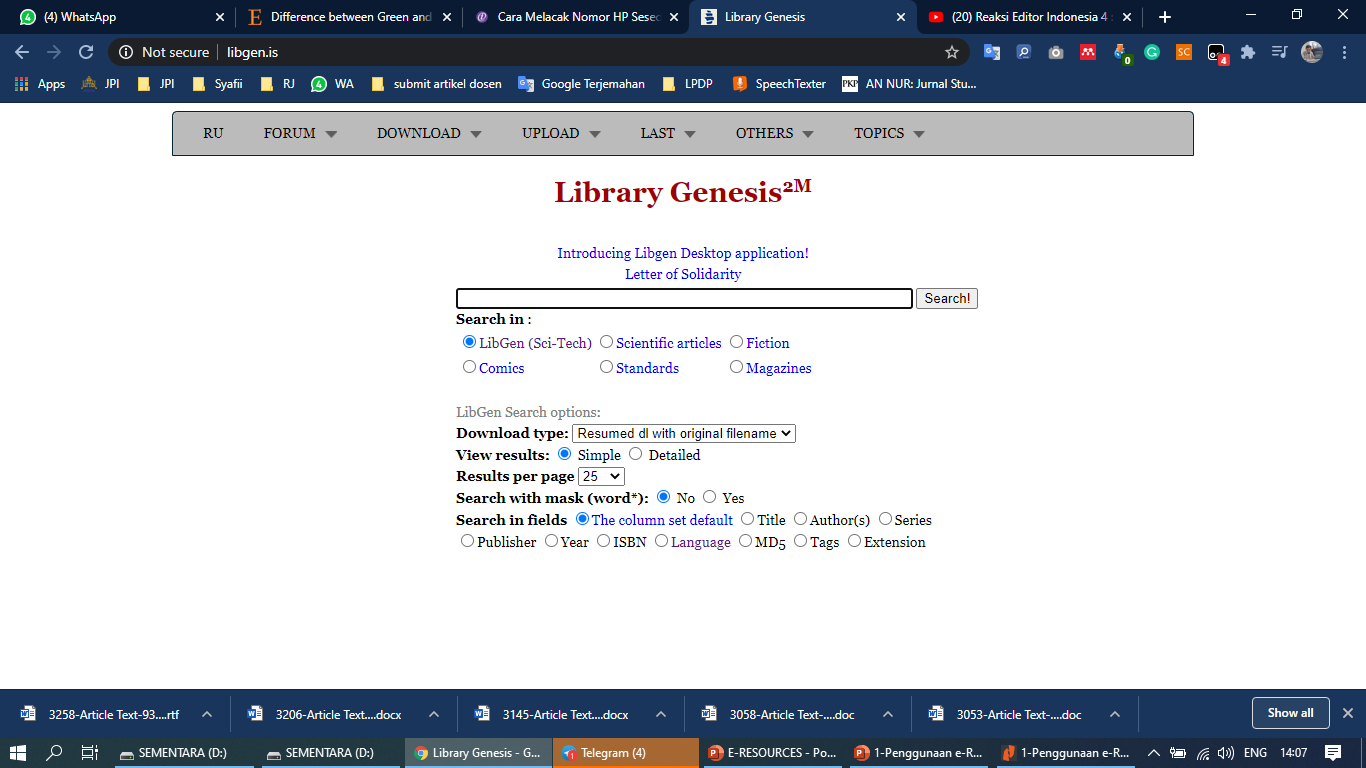 (4) WhatsApp
Difference between Green and
Cara Melacak Nomor HP Sesec
Library Genesis
(20) Reaksi Editor Indonesia 4
Not secure libgen.is
0
SC
4
Apps JPI JPI Syafii RJ WA submit artikel dosen Google Terjemahan LPDP SpeechTexter PKP AN NUR: Jurnal Stu...
RU FORUM DOWNLOAD UPLOAD LAST OTHERS TOPICS
Library Genesis2M
Introducing Libgen Desktop application!
Letter of Solidarity
Search!
Search in :
LibGen (Sci-Tech) Scientific articles Fiction
Comics Standards Magazines
LibGen Search options:
Download type: Resumed dl with original filename
View results: Simple Detailed
Results per page 25
Search with mask (word*): No Yes
Search in fields The column set default Title Author(s) Series
Publisher Year ISBN Language MD5 Tags Extension
3258-Article Text-93....rtf 3206-Article Text....docx 3145-Article Text....docx 3058-Article Text-....doc 3053-Article Text-....doc Show all
SEMENTARA (D:) SEMENTARA (D:) Library Genesis - G... Telegram (4) E-RESOURCES - Po... 1-Penggunaan e-R... 1-Penggunaan e-R... ENG 14:07